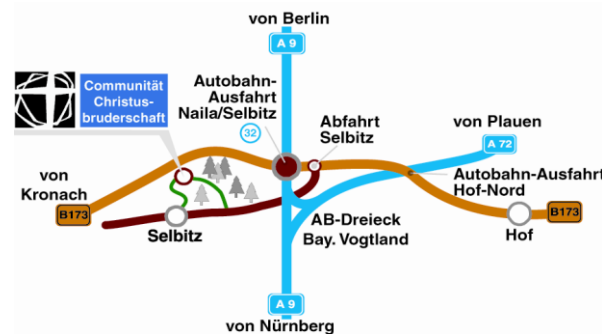 von Berlin
A 9
Communität
Christus-
bruderschaft
Autobahn-
Ausfahrt
Naila/Selbitz
32
Abfahrt
Selbitz
von Plauen
A 72
von
Kronach
B173
Autobahn-Ausfahrt
Hof-Nord
Selbitz
AB-Dreieck
Bay. Vogtland
Hof
B173
A 9
von Nürnberg